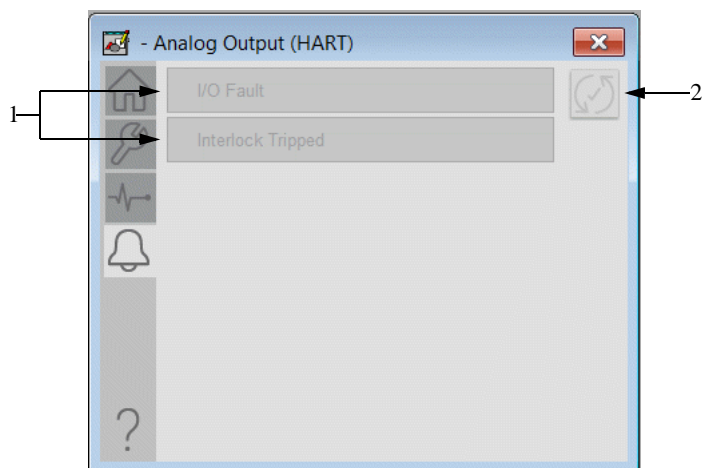 - Analog Output (HART)
I/O Fault
1
2
Interlock Tripped
?